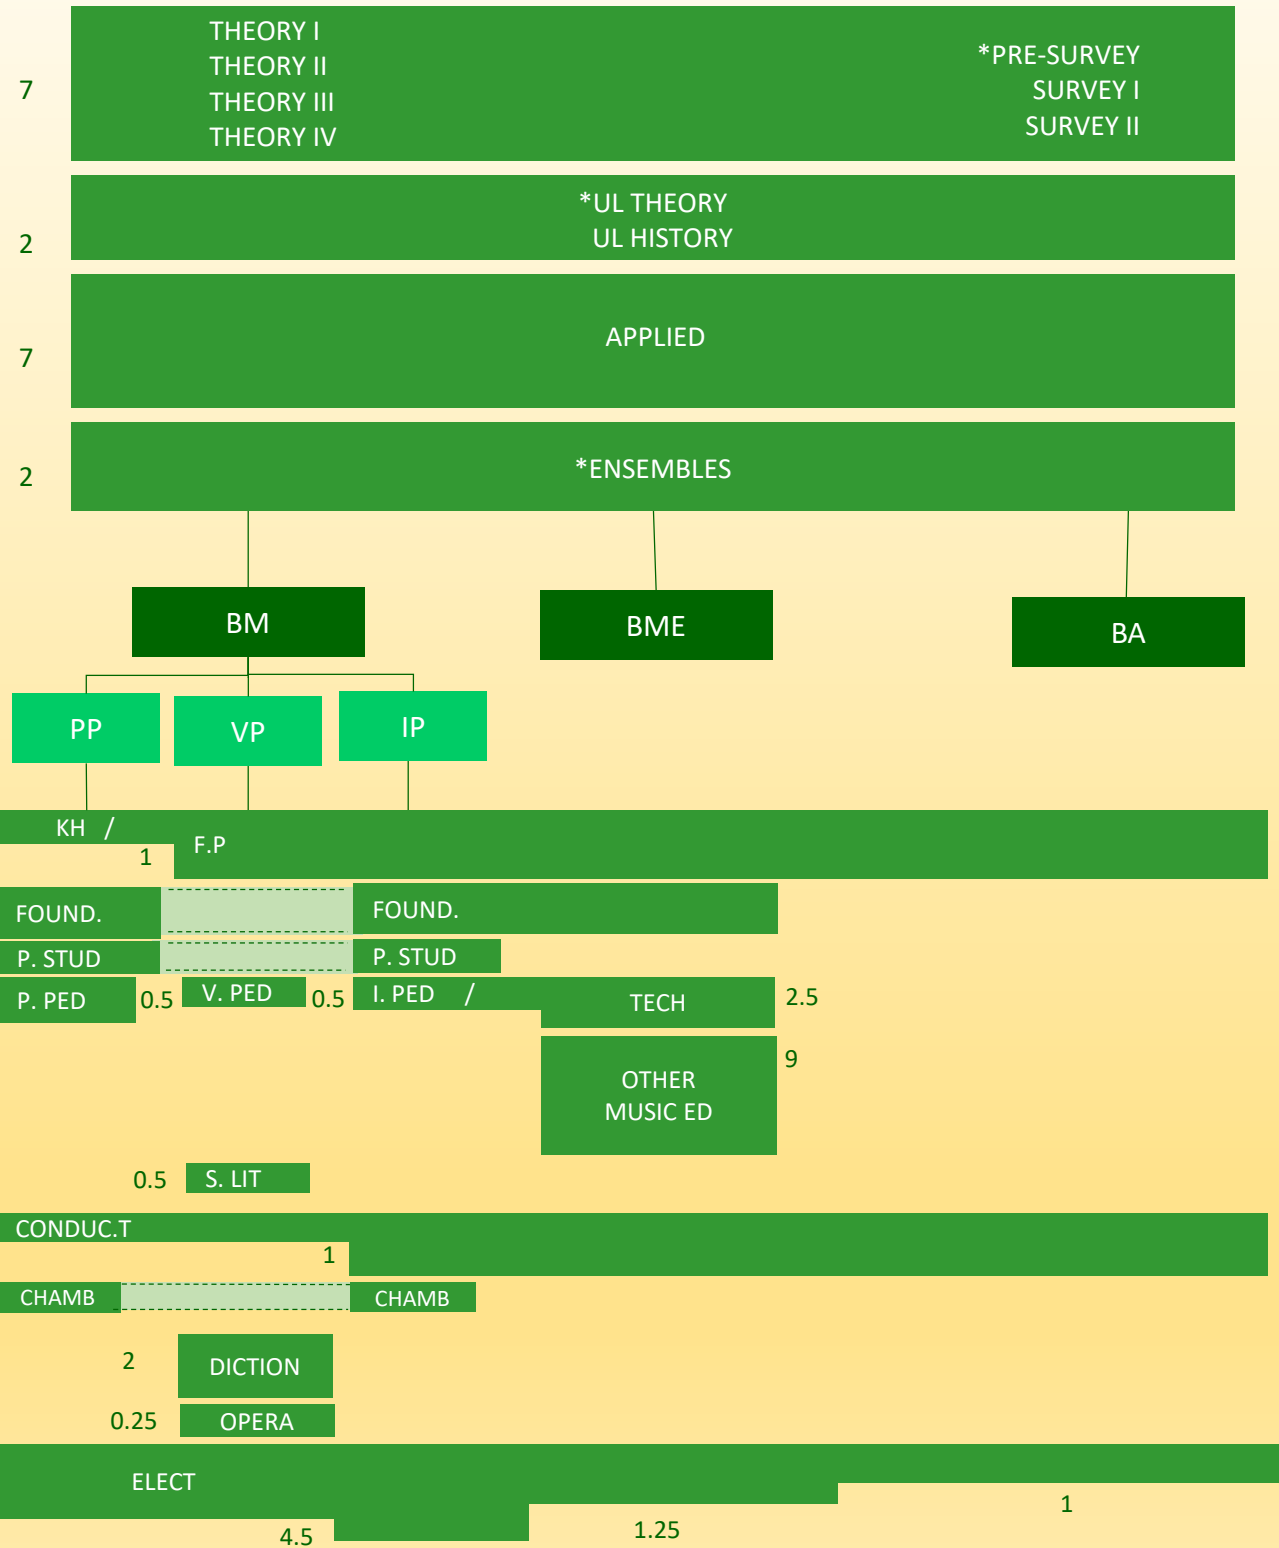 THEORY I
THEORY II
THEORY III
THEORY IV
*PRE-SURVEY
SURVEY I
SURVEY II
7
*UL THEORY
UL HISTORY
2
APPLIED
7
*ENSEMBLES
2
BM
BME
BA
PP
VP
IP
KH /
F.P
1
FOUND.
FOUND.
P. STUD
P. STUD
P. PED
0.5
V. PED
0.5
I. PED /
TECH
2.5
OTHER
MUSIC ED
9
0.5
S. LIT
CONDUC.T
1
CHAMB
CHAMB
2
DICTION
0.25
OPERA
ELECT
4.5
1.25
1